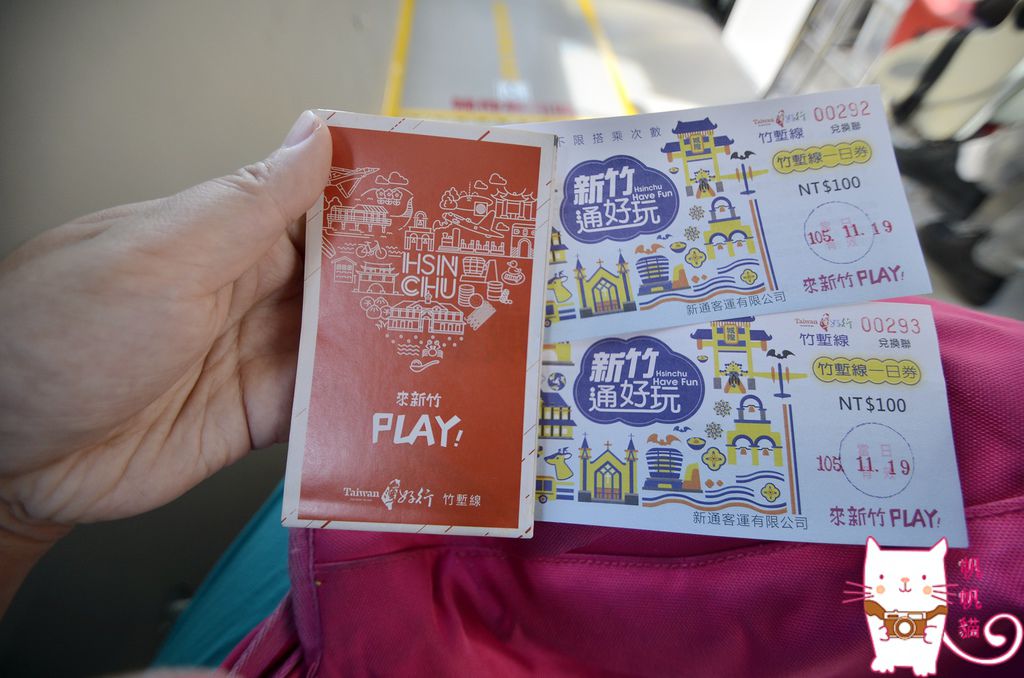 HSIN
CHU
來新竹
PLAY!
Taiwan 好行 竹塹線
不限搭乘次數
新竹
通好玩
Hsinchu
Have Fun
新通客運有限公司
Taiwan 好行 00292
竹塹線 兌換聯
竹塹線一日券
NT$100
105. 11. 19
來新竹 PLAY!
新竹
通好玩
Hsinchu
Have Fun
新通客運有限公司
Taiwan 好行 00293
竹塹線 兌換聯
竹塹線一日券
NT$100
當日
105 11. 19
來新竹 PLAY!
帆帆貓